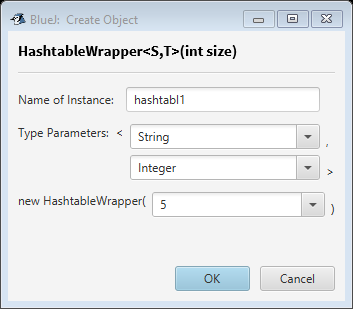 BlueJ: Create Object
HashtableWrapper<S,T>(int size)
Name of Instance: hashtabl1
Type Parameters: < String ,
Integer >
new HashtableWrapper( 5 )
OK Cancel